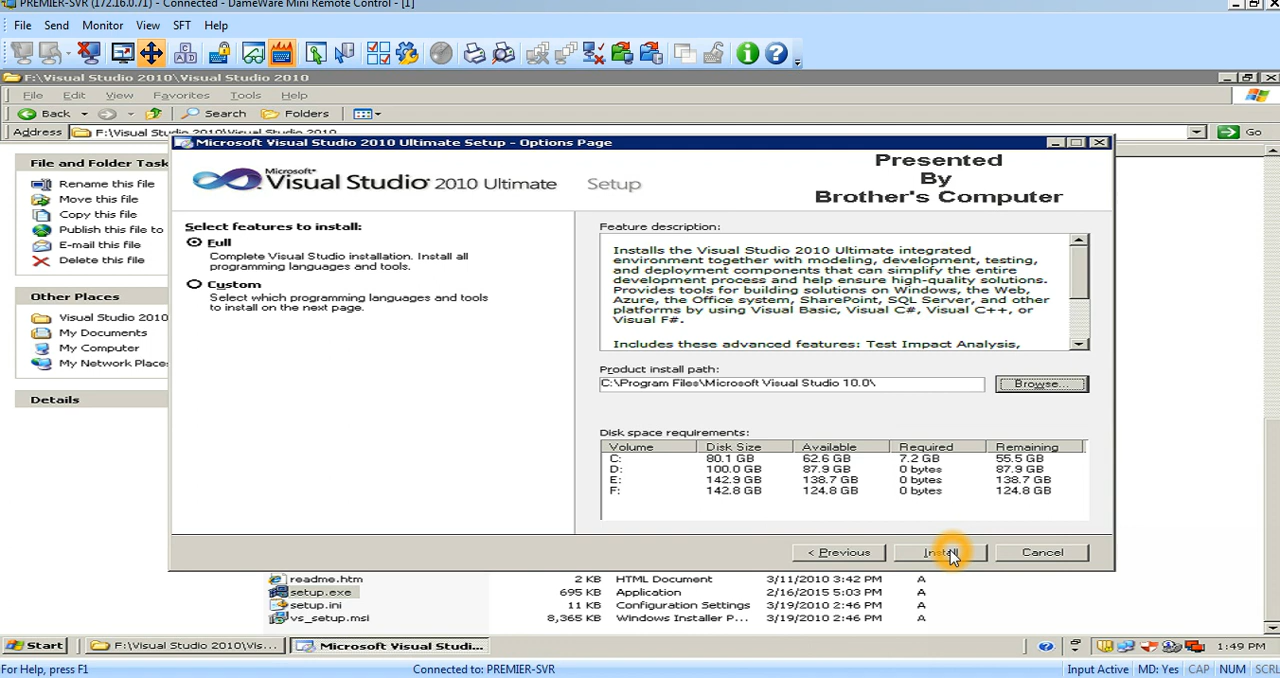 PREMIER-SVR (172.16.0.71) - Connected - DameWare Mini Remote Control - [1]
File Send Monitor View SFT Help
F:\Visual Studio 2010\Visual Studio 2010
File Edit View Favorites Tools Help
Back Search Folders
Address F:\Visual Studio 2010\Visual Studio 2010 Go
Microsoft Visual Studio 2010 Ultimate Setup - Options Page
File and Folder Task
Rename this file
Move this file
Copy this file
Publish this file to
E-mail this file
Delete this file
Other Places
Visual Studio 2010
My Documents
My Computer
My Network Places
Details
Microsoft®
Visual Studio® 2010 Ultimate Setup
Presented
By
Brother's Computer
Select features to install:
Full
Complete Visual Studio installation. Install all
programming languages and tools.
Custom
Select which programming languages and tools
to install on the next page.
Feature description:
Installs the Visual Studio 2010 Ultimate integrated
environment together with modeling, development, testing,
and deployment components that can simplify the entire
development process and help ensure high-quality solutions.
Provides tools for building solutions on Windows, the Web,
Azure, the Office system, SharePoint, SQL Server, and other
platforms by using Visual Basic, Visual C#, Visual C++, or
Visual F#.
Includes these advanced features: Test Impact Analysis,
Product install path:
C:\Program Files\Microsoft Visual Studio 10.0\ Browse...
Disk space requirements:
Volume Disk Size Available Required Remaining
C: 80.1 GB 62.6 GB 7.2 GB 55.5 GB
D: 100.0 GB 87.9 GB 0 bytes 87.9 GB
E: 142.9 GB 138.7 GB 0 bytes 138.7 GB
F: 142.8 GB 124.8 GB 0 bytes 124.8 GB
< Previous Install Cancel
readme.htm 2 KB HTML Document 3/11/2010 3:42 PM A
setup.exe 695 KB Application 2/16/2015 5:03 PM A
setup.ini 11 KB Configuration Settings 3/19/2010 2:46 PM A
vs_setup.msi 8,365 KB Windows Installer P... 3/19/2010 2:46 PM A
Start F:\Visual Studio 2010\Vis... Microsoft Visual Studi... 1:49 PM
For Help, press F1 Connected to: PREMIER-SVR Input Active MD: Yes CAP NUM SCRL